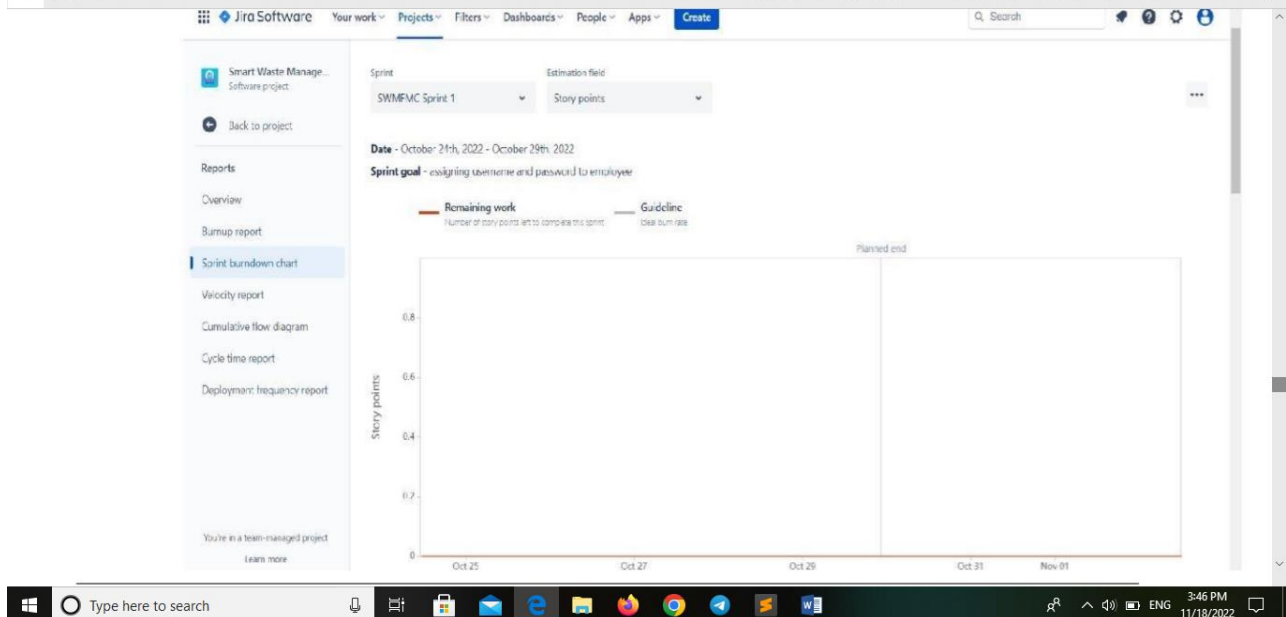 Jira Software Your work Projects Filters Dashboards People Apps Create Search
Smart Waste Manage...
Software project
Back to project
Reports
Overview
Burnup report
Sprint burndown chart
Velocity report
Cumulative flow diagram
Cycle time report
Deployment frequency report
You're in a team-managed project
Learn more
Sprint Estimation field
SWMFMC Sprint 1 Story points
Date - October 24th, 2022 - October 29th, 2022
Sprint goal - assigning username and password to employee
Remaining work
Number of story points left to complete this sprint
Guideline
Ideal burn rate
Planned end
Story points
0.8
0.6
0.4
0.2
0
Oct 25 Oct 27 Oct 29 Oct 31 Nov 01
Type here to search
ENG
3:46 PM
11/18/2022